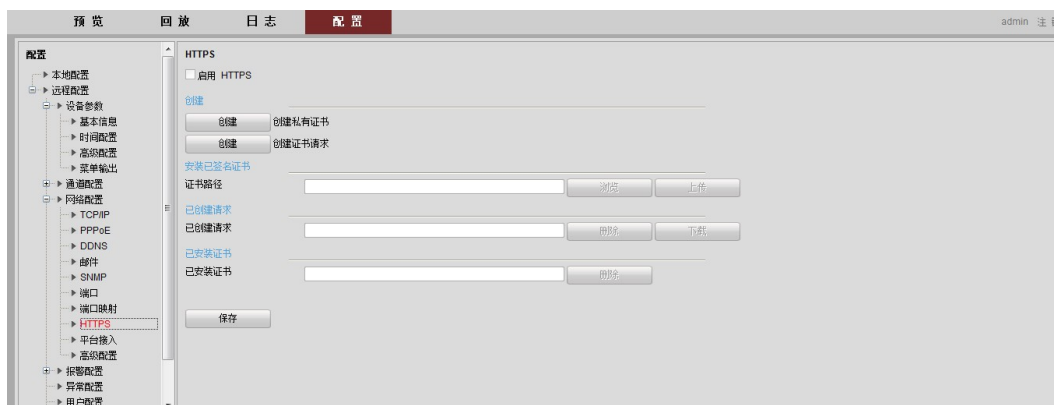 预览 回放 日志 配置 admin 注
配置
本地配置
远程配置
设备参数
基本信息
时间配置
高级配置
菜单输出
通道配置
网络配置
TCP/IP
PPPoE
DDNS
邮件
SNMP
端口
端口映射
HTTPS
平台接入
高级配置
报警配置
异常配置
用户配置
HTTPS
启用 HTTPS
创建
创建 创建私有证书
创建 创建证书请求
安装已签名证书
证书路径 浏览 上传
已创建请求
已创建请求 删除 下载
已安装证书
已安装证书 删除
保存